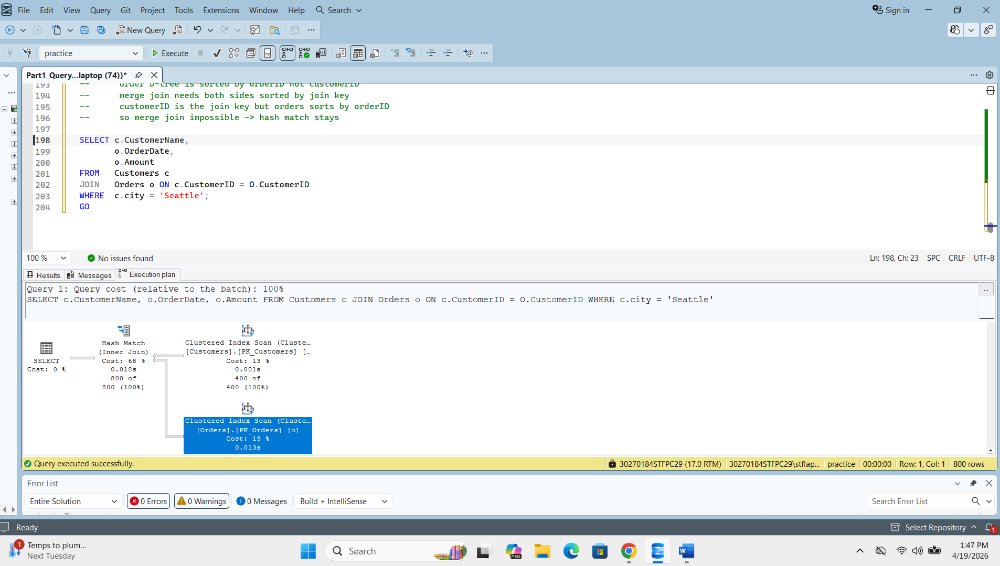 File Edit View Query Git Project Tools Extensions Window Help Search Sign in
New Query
practice Execute
Part1_Query...laptop (74))*
193 -- order B-tree is sorted by orderID not CustomerID
194 -- merge join needs both sides sorted by join key
195 -- customerID is the join key but orders sorts by orderID
196 -- so merge join impossible -> hash match stays
197
198 SELECT c.CustomerName,
199 o.OrderDate,
200 o.Amount
201 FROM Customers c
202 JOIN Orders o ON c.CustomerID = O.CustomerID
203 WHERE c.city = 'Seattle';
204 GO
100 % No issues found Ln: 198, Ch: 23 SPC CRLF UTF-8
Results Messages Execution plan
Query 1: Query cost (relative to the batch): 100%
SELECT c.CustomerName, o.OrderDate, o.Amount FROM Customers c JOIN Orders o ON c.CustomerID = O.CustomerID WHERE c.city = 'Seattle'
...
SELECT
Cost: 0 %
Hash Match
(Inner Join)
Cost: 68 %
0.018s
800 of
800 (100%)
Clustered Index Scan (Cluste...
[Customers].[PK_Customers] [...
Cost: 13 %
0.001s
400 of
400 (100%)
Clustered Index Scan (Cluste...
[Orders].[PK_Orders] [o]
Cost: 19 %
0.013s
Query executed successfully. 30270184STFPC29 (17.0 RTM) 30270184STFPC29\stflap... practice 00:00:00 Row: 1, Col: 1 800 rows
Error List
Entire Solution 0 Errors 0 Warnings 0 Messages Build + IntelliSense Search Error List
Ready Select Repository 1
1 Temps to plum...
Next Tuesday
Search
M365
1:47 PM
4/19/2026